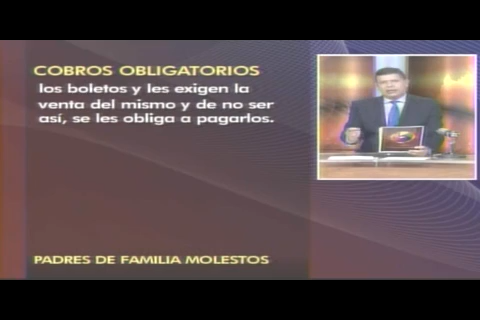 COBROS OBLIGATORIOS
los boletos y les exigen la
venta del mismo y de no ser
así, se les obliga a pagarlos.
PADRES DE FAMILIA MOLESTOS